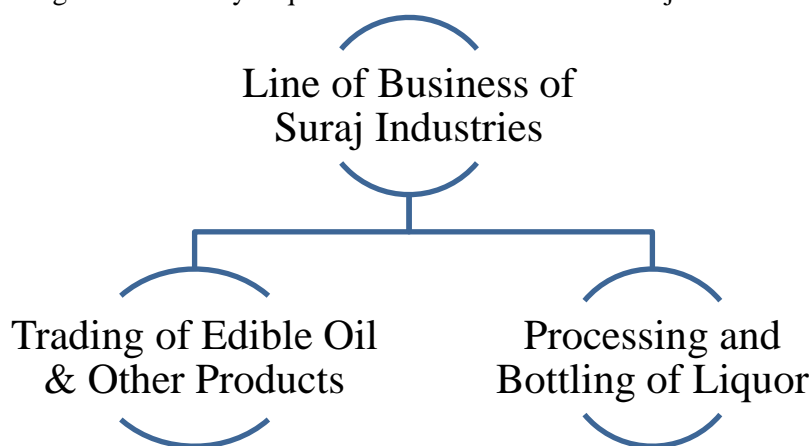 Line of Business of
Suraj Industries
Trading of Edible Oil
& Other Products
Processing and
Bottling of Liquor